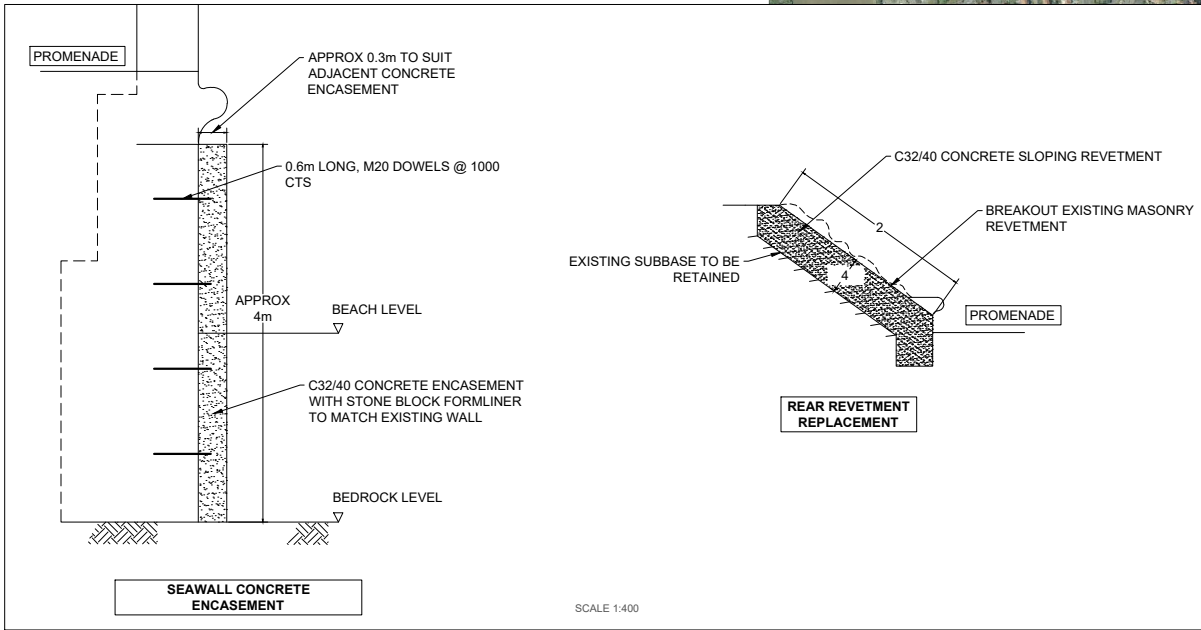 PROMENADE
APPROX 0.3m TO SUIT
ADJACENT CONCRETE
ENCASEMENT
0.6m LONG, M20 DOWELS @ 1000
CTS
APPROX
4m
BEACH LEVEL
C32/40 CONCRETE ENCASEMENT
WITH STONE BLOCK FORMLINER
TO MATCH EXISTING WALL
BEDROCK LEVEL
SEAWALL CONCRETE
ENCASEMENT
C32/40 CONCRETE SLOPING REVETMENT
2
BREAKOUT EXISTING MASONRY
REVETMENT
EXISTING SUBBASE TO BE
RETAINED
4
PROMENADE
REAR REVETMENT
REPLACEMENT
SCALE 1:400